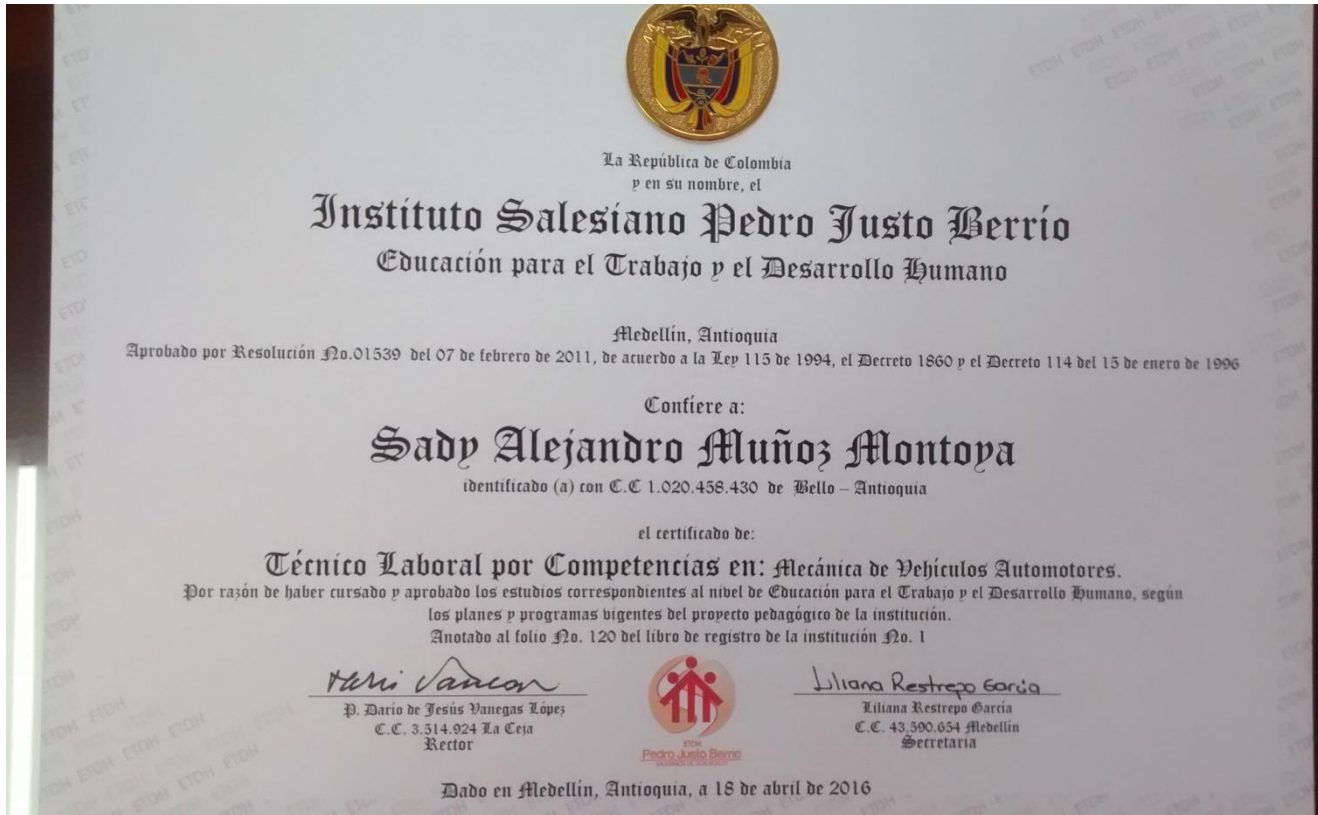 La República de Colombia
y en su nombre, el
Instituto Salesiano Pedro Justo Berrío
Educación para el Trabajo y el Desarrollo Humano
Medellín, Antioquia
Aprobado por Resolución No.01539 del 07 de febrero de 2011, de acuerdo a la Ley 115 de 1994, el Decreto 1860 y el Decreto 114 del 15 de enero de 1996
Confiere a:
Sady Alejandro Muñoz Montoya
identificado (a) con C.C 1.020.458.430 de Bello – Antioquia
el certificado de:
Técnico Laboral por Competencias en: Mecánica de Vehículos Automotores.
Por razón de haber cursado y aprobado los estudios correspondientes al nivel de Educación para el Trabajo y el Desarrollo Humano, según
los planes y programas vigentes del proyecto pedagógico de la institución.
Anotado al folio No. 120 del libro de registro de la institución No. 1
Liliana Restrepo García
P. Darío de Jesús Vanegas López
C.C. 3.514.924 La Ceja
Rector
ETDH
Pedro Justo Berrio
Liliana Restrepo García
C.C. 43.590.654 Medellín
Secretaria
Dado en Medellín, Antioquia, a 18 de abril de 2016